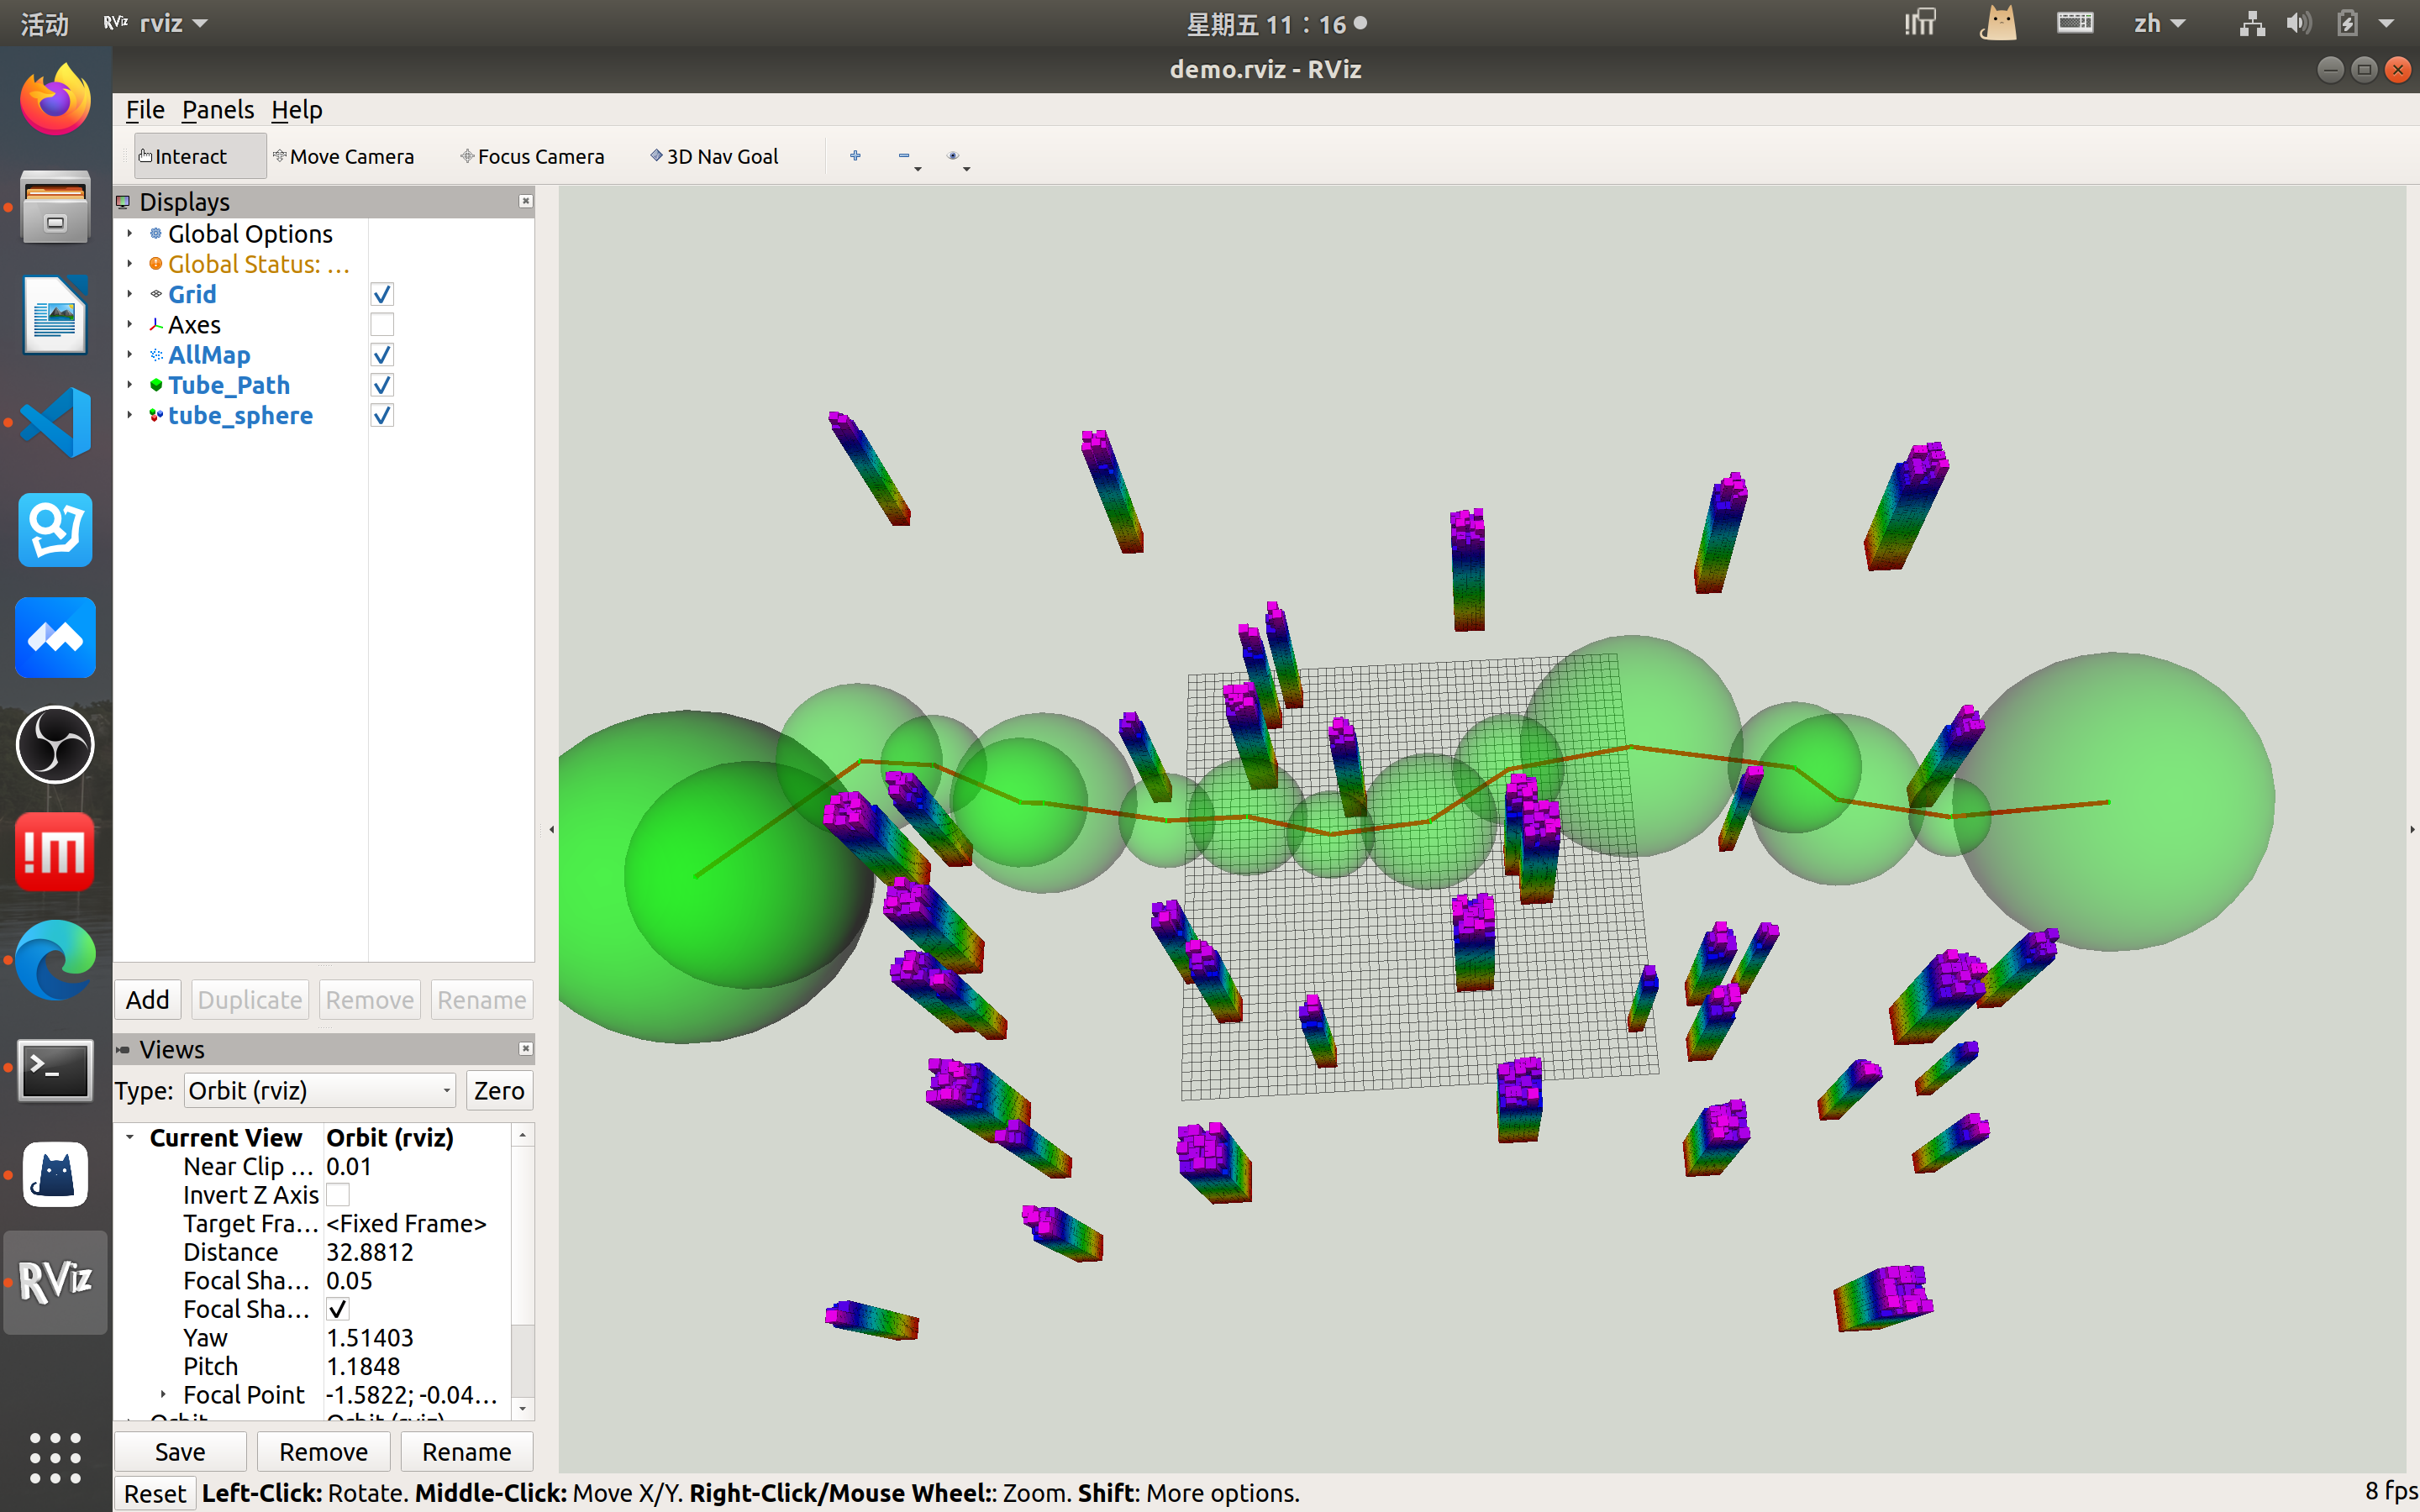 活动 RViz rviz 星期五 11：16 zh
demo.rviz - RViz
File Panels Help
Interact Move Camera Focus Camera 3D Nav Goal
Displays
Global Options
Global Status: ...
Grid
Axes
AllMap
Tube_Path
tube_sphere
Add Duplicate Remove Rename
Views
Type: Orbit (rviz) Zero
Current View Orbit (rviz)
Near Clip ... 0.01
Invert Z Axis
Target Fra... <Fixed Frame>
Distance 32.8812
Focal Sha... 0.05
Focal Sha...
Yaw 1.51403
Pitch 1.1848
Focal Point -1.5822; -0.04...
Orbit Orbit (rviz)
Save Remove Rename
RViz
Reset Left-Click: Rotate. Middle-Click: Move X/Y. Right-Click/Mouse Wheel:: Zoom. Shift: More options. 8 fps